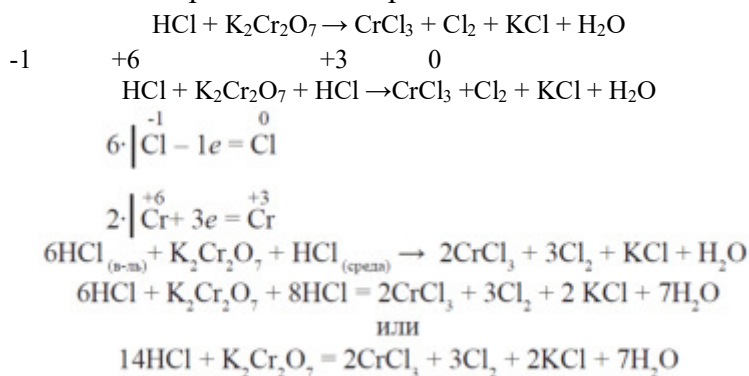 HCl + K₂Cr₂O₇ → CrCl₃ + Cl₂ + KCl + H₂O
-1 +6 +3 0
HCl + K₂Cr₂O₇ + HCl →CrCl₃ +Cl₂ + KCl + H₂O
-1 0
6·|Cl – 1e = Cl
+6 +3
2·|Cr+ 3e = Cr
6HCl (в-ль) + K₂Cr₂O₇ + HCl (среда) → 2CrCl₃ + 3Cl₂ + KCl + H₂O
6HCl + K₂Cr₂O₇ + 8HCl = 2CrCl₃ + 3Cl₂ + 2 KCl + 7H₂O
или
14HCl + K₂Cr₂O₇ = 2CrCl₃ + 3Cl₂ + 2KCl + 7H₂O